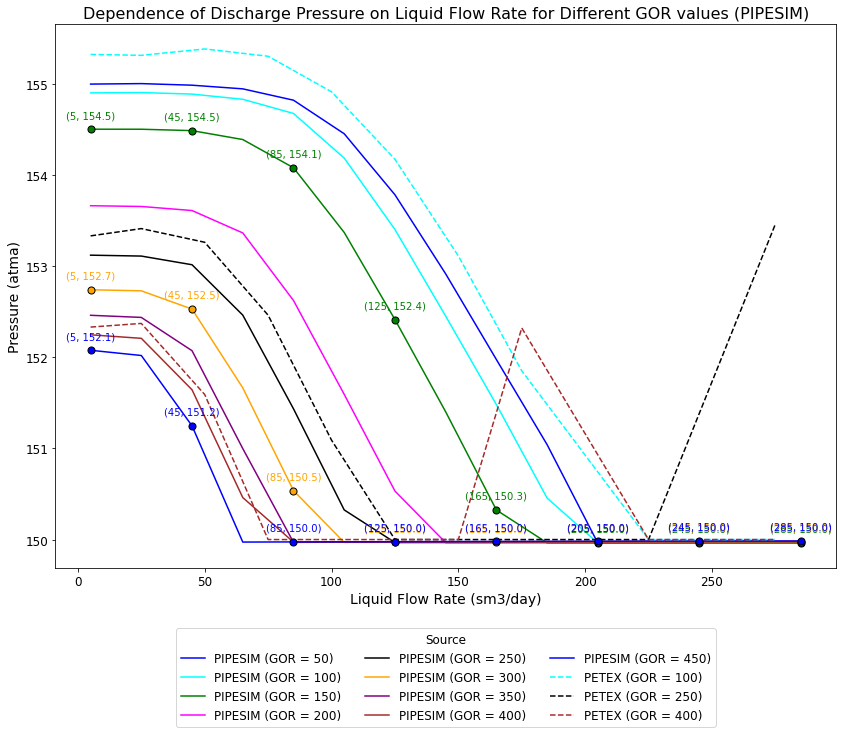 Dependence of Discharge Pressure on Liquid Flow Rate for Different GOR values (PIPESIM)
Pressure (atma)
155
154
153
152
151
150
(5, 154.5)
(45, 154.5)
(85, 154.1)
(5, 152.7)
(45, 152.5)
(125, 152.4)
(5, 152.1)
(45, 151.2)
(85, 150.5)
(165, 150.3)
(85, 150.0)
(125, 150.0)
(165, 150.0)
(205, 150.0)
(245, 150.0)
(285, 150.0)
0
50
100
150
200
250
Liquid Flow Rate (sm3/day)
Source
PIPESIM (GOR = 50)
PIPESIM (GOR = 100)
PIPESIM (GOR = 150)
PIPESIM (GOR = 200)
PIPESIM (GOR = 250)
PIPESIM (GOR = 300)
PIPESIM (GOR = 350)
PIPESIM (GOR = 400)
PIPESIM (GOR = 450)
PETEX (GOR = 100)
PETEX (GOR = 250)
PETEX (GOR = 400)